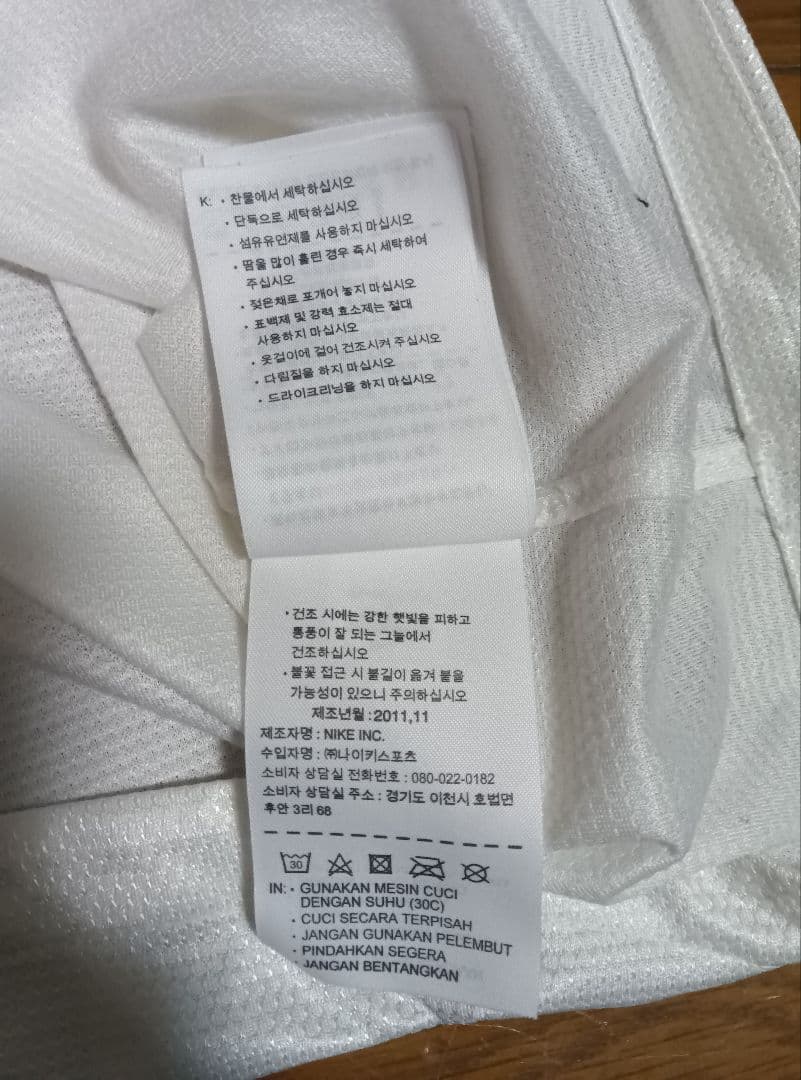 K: • 찬물에서 세탁하십시오
• 단독으로 세탁하십시오
• 섬유유연제를 사용하지 마십시오
• 땀을 많이 흘린 경우 즉시 세탁하여
주십시오
• 젖은채로 포개어 놓지 마십시오
• 표백제 및 강력 효소제는 절대
사용하지 마십시오
• 옷걸이에 걸어 건조시켜 주십시오
• 다림질을 하지 마십시오
• 드라이크리닝을 하지 마십시오
• 건조 시에는 강한 햇빛을 피하고
통풍이 잘 되는 그늘에서
건조하십시오
• 불꽃 접근 시 불길이 옮겨 붙을
가능성이 있으니 주의하십시오
제조년월 : 2011,11
제조자명 : NIKE INC.
수입자명 : ㈜나이키스포츠
소비자 상담실 전화번호 : 080-022-0182
소비자 상담실 주소 : 경기도 이천시 호법면
후안 3리 68
30
IN: • GUNAKAN MESIN CUCI
DENGAN SUHU (30C)
• CUCI SECARA TERPISAH
• JANGAN GUNAKAN PELEMBUT
• PINDAHKAN SEGERA
• JANGAN BENTANGKAN